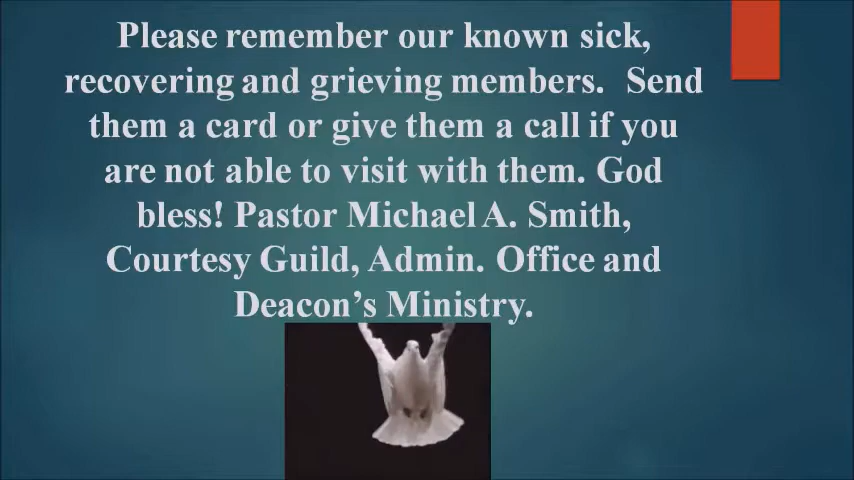 Please remember our known sick,
recovering and grieving members.  Send
them a card or give them a call if you
are not able to visit with them. God
bless! Pastor Michael A. Smith,
Courtesy Guild, Admin. Office and
Deacon’s Ministry.